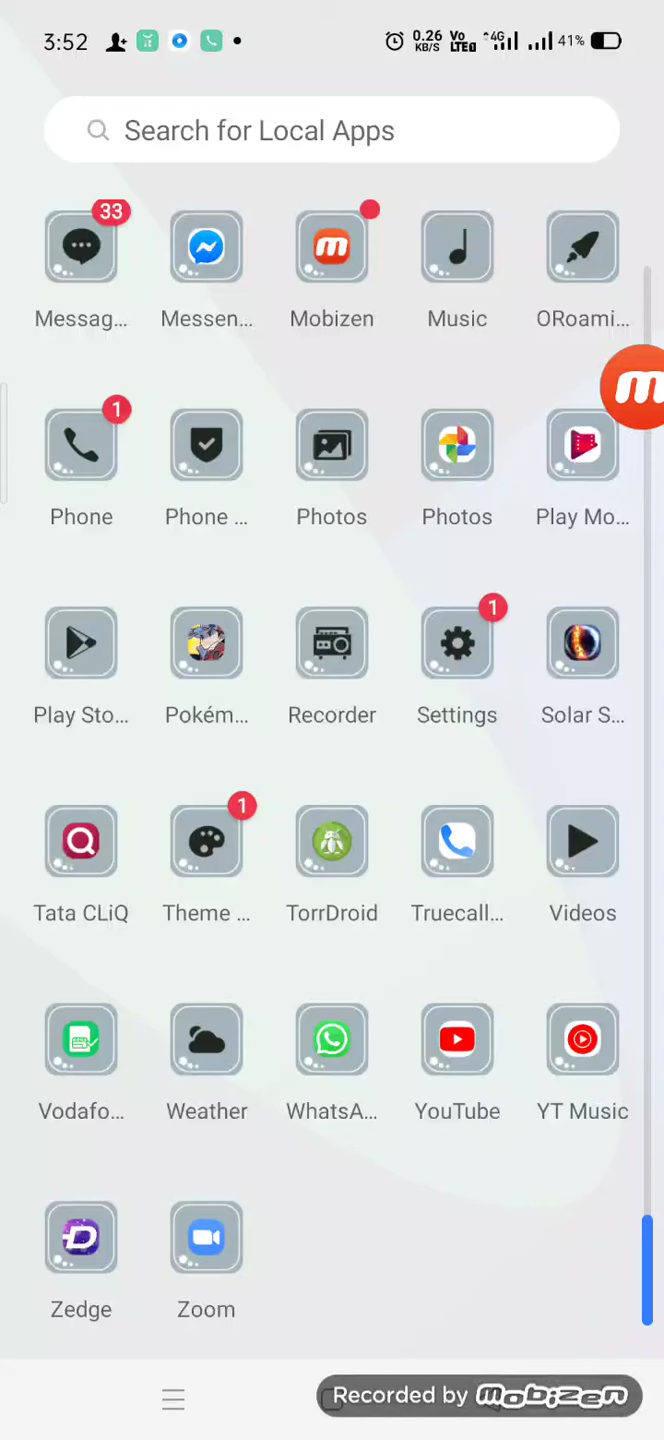 3:52 0.26 KB/S Vo LTE 4G 41%
Search for Local Apps
33
Messag... Messen... Mobizen Music ORoami...
1
Phone Phone ... Photos Photos Play Mo...
1
Play Sto... Pokém... Recorder Settings Solar S...
1
Tata CLiQ Theme ... TorrDroid Truecall... Videos
Vodafo... Weather WhatsA... YouTube YT Music
Zedge Zoom
Recorded by mobizen